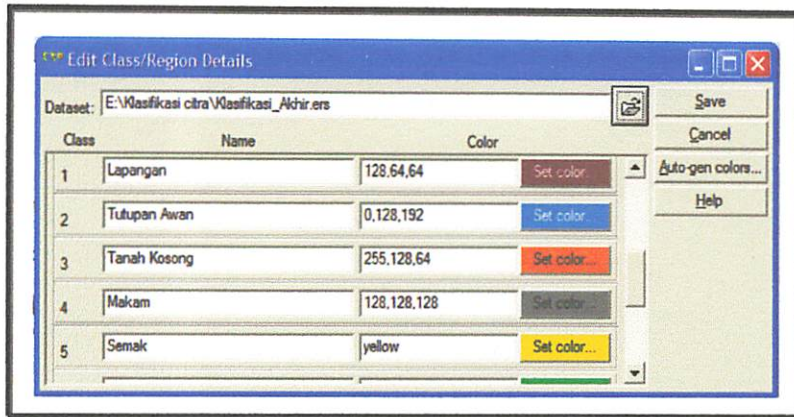 Edit Class/Region Details
Dataset: E:\Klasifikasi citra\Klasifikasi_Akhir.ers Save
Class Name Color Cancel
1 Lapangan 128,64,64 Set color... Auto-gen colors...
2 Tutupan Awan 0,128,192 Set color... Help
3 Tanah Kosong 255,128,64 Set color...
4 Makam 128,128,128 Set color...
5 Semak yellow Set color...